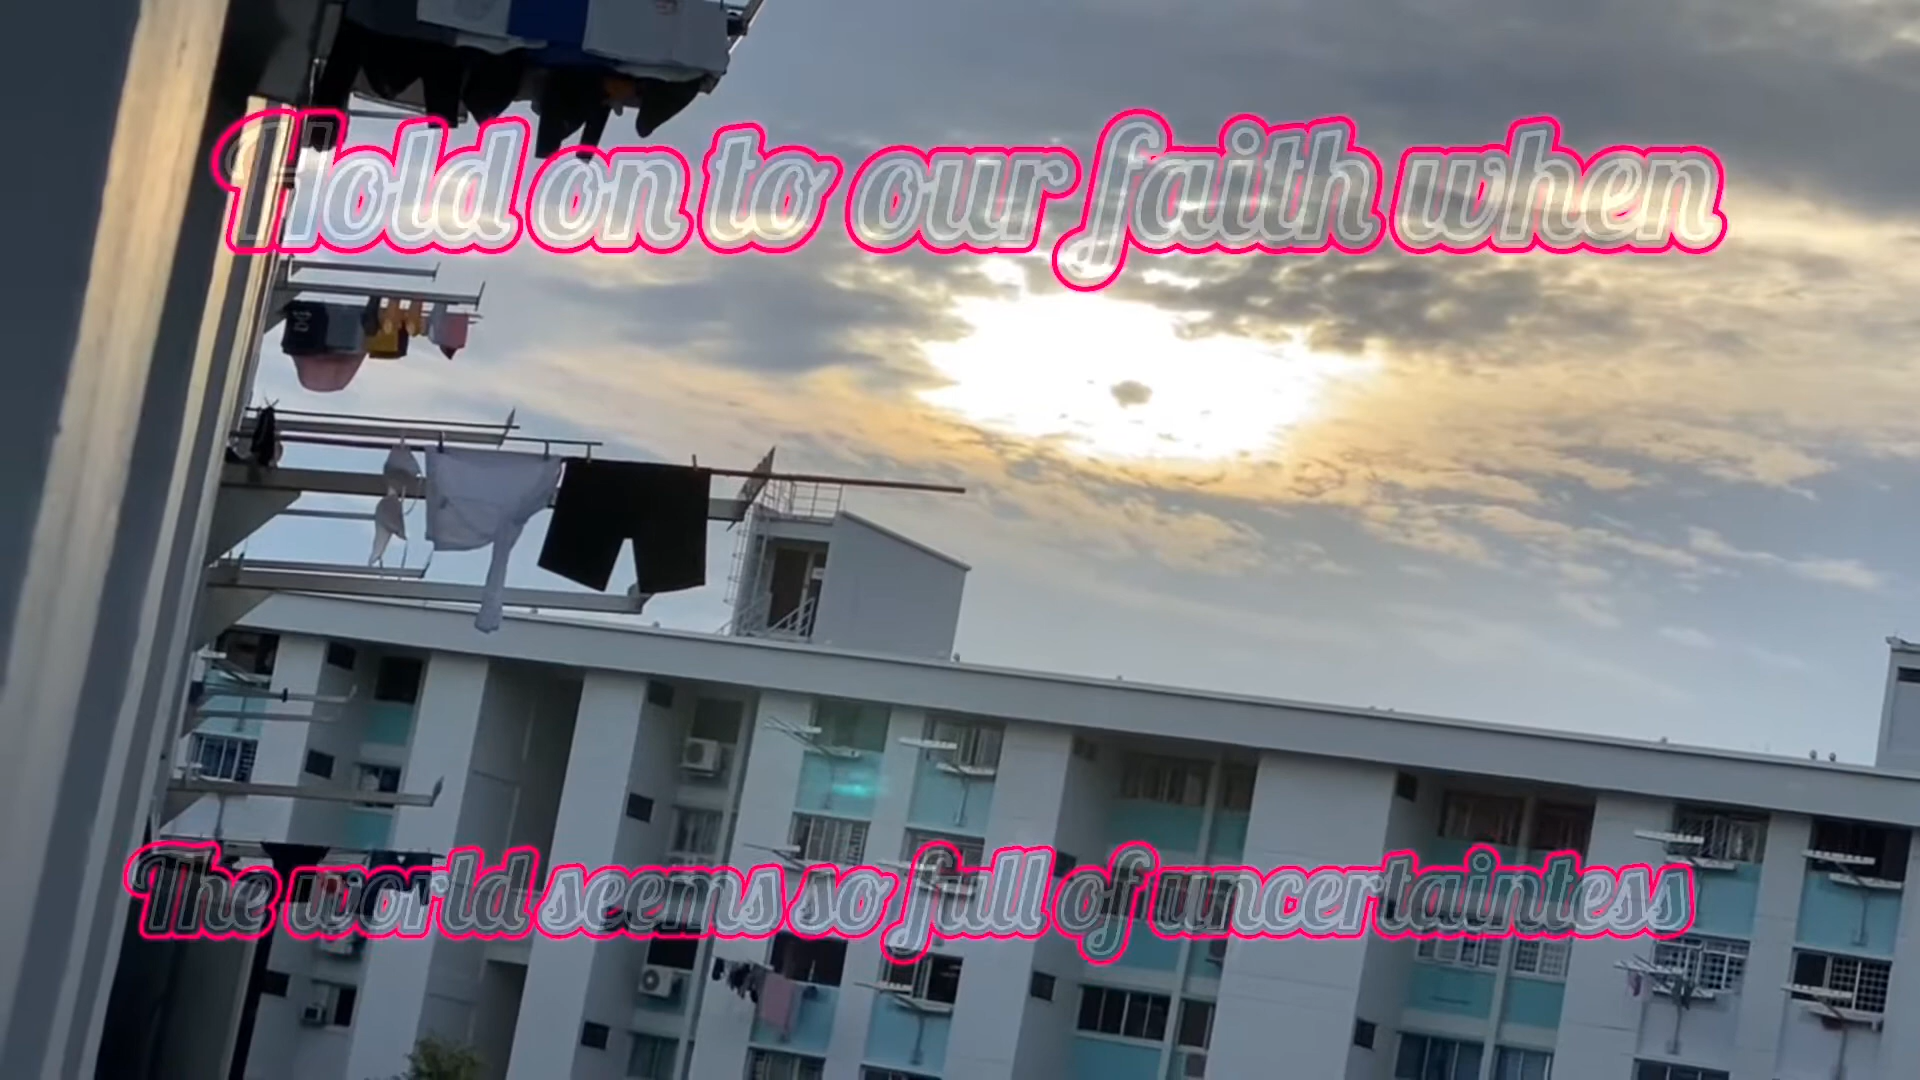 Hold on to our faith when
The world seems so full of uncertaintess